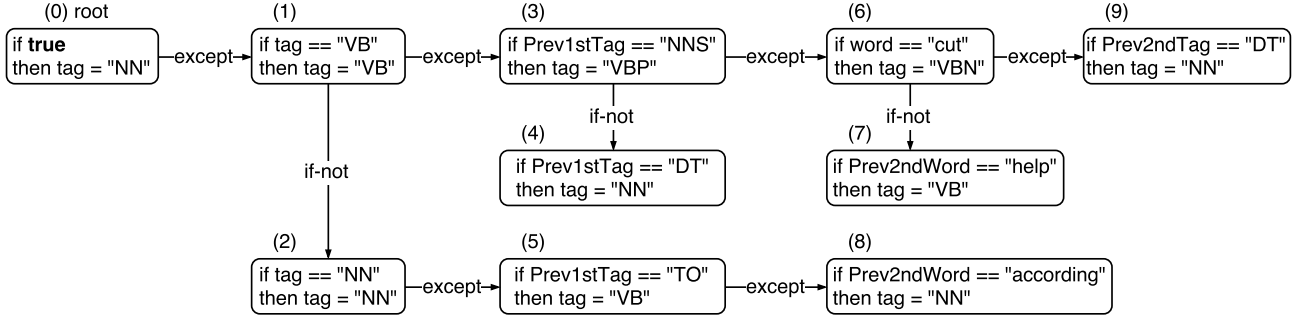 (0) root
if true
then tag = "NN"
except
(1)
if tag == "VB"
then tag = "VB"
except
(3)
if Prev1stTag == "NNS"
then tag = "VBP"
except
(6)
if word == "cut"
then tag = "VBN"
except
(9)
if Prev2ndTag == "DT"
then tag = "NN"
if-not
(4)
if Prev1stTag == "DT"
then tag = "NN"
if-not
(7)
if Prev2ndWord == "help"
then tag = "VB"
if-not
(2)
if tag == "NN"
then tag = "NN"
except
(5)
if Prev1stTag == "TO"
then tag = "VB"
except
(8)
if Prev2ndWord == "according"
then tag = "NN"